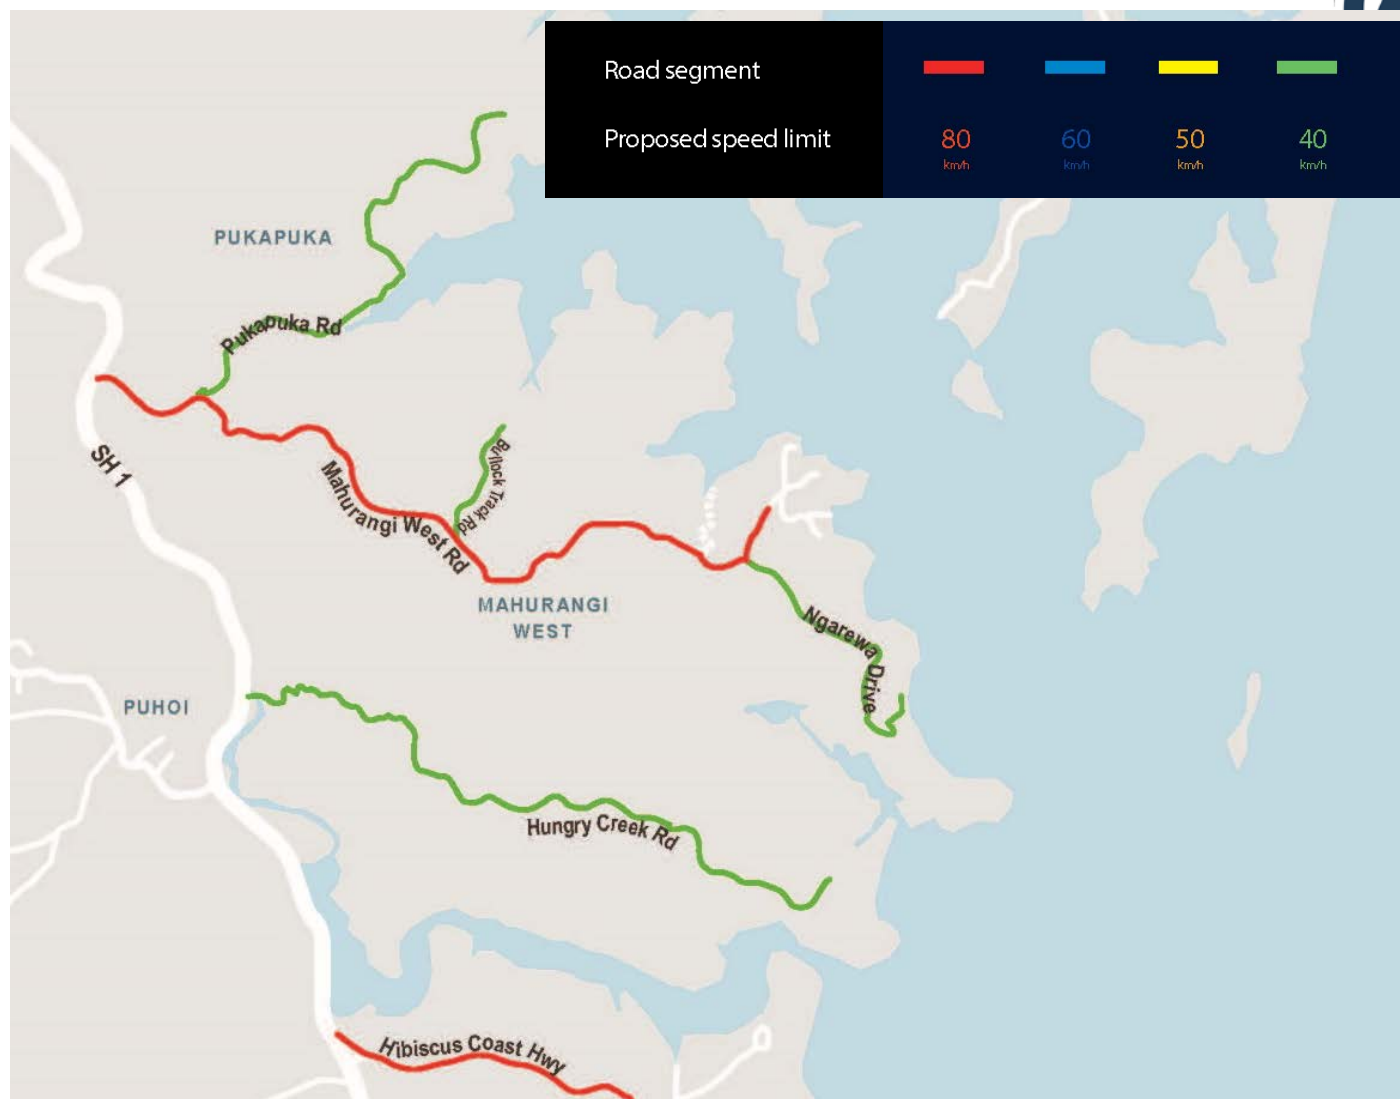 Road segment
Proposed speed limit
80
km/h
60
km/h
50
km/h
40
km/h
PUKAPUKA
Pukapuka Rd
SH 1
Mahurangi West Rd
Bullock Track Rd
MAHURANGI
WEST
Ngarewa Drive
PUHOI
Hungry Creek Rd
Hibiscus Coast Hwy